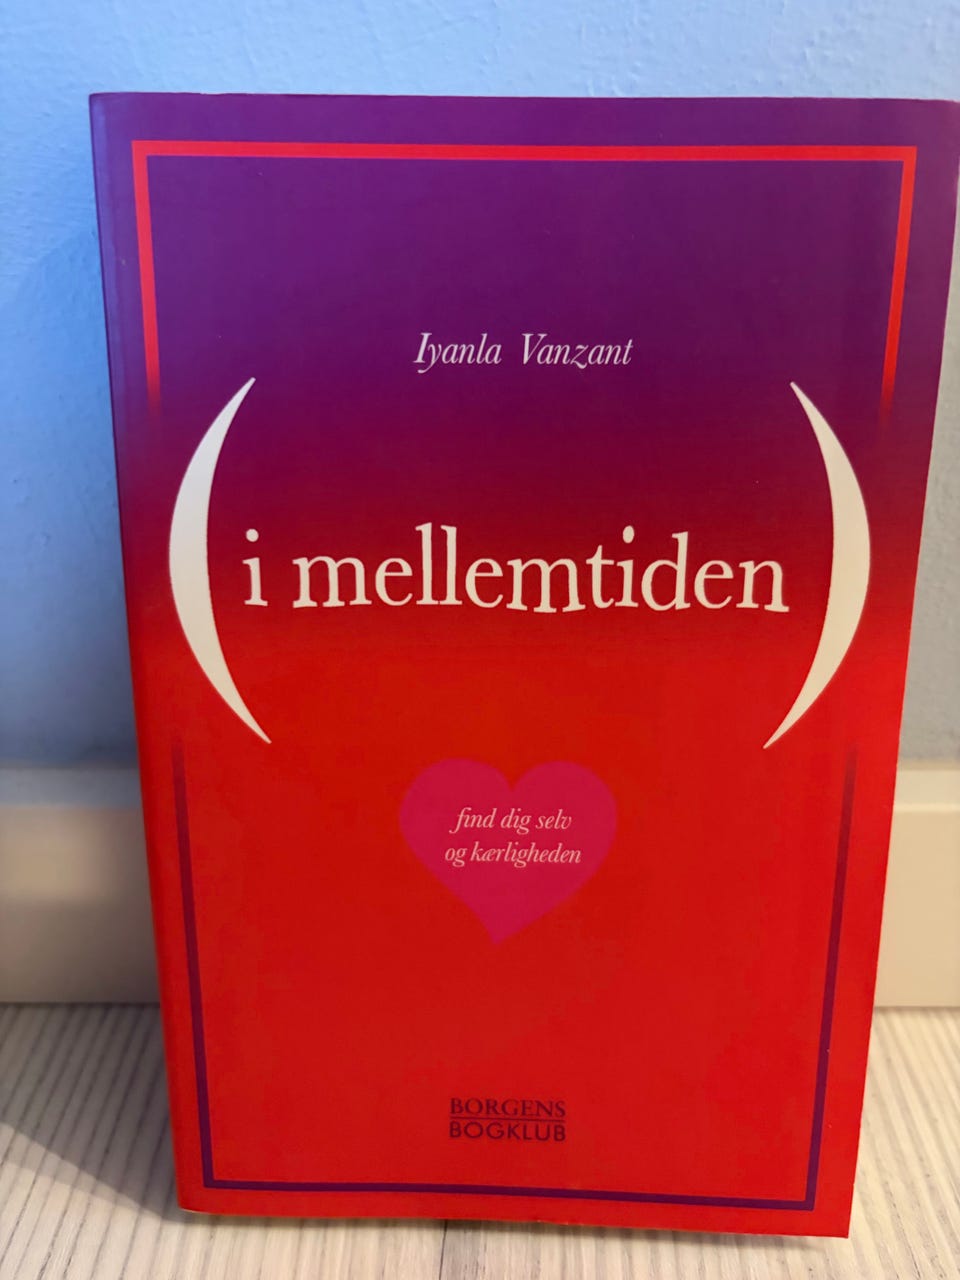 Iyanla Vanzant
( i mellemtiden )
find dig selv
og kærligheden
BORGENS
BOGKLUB